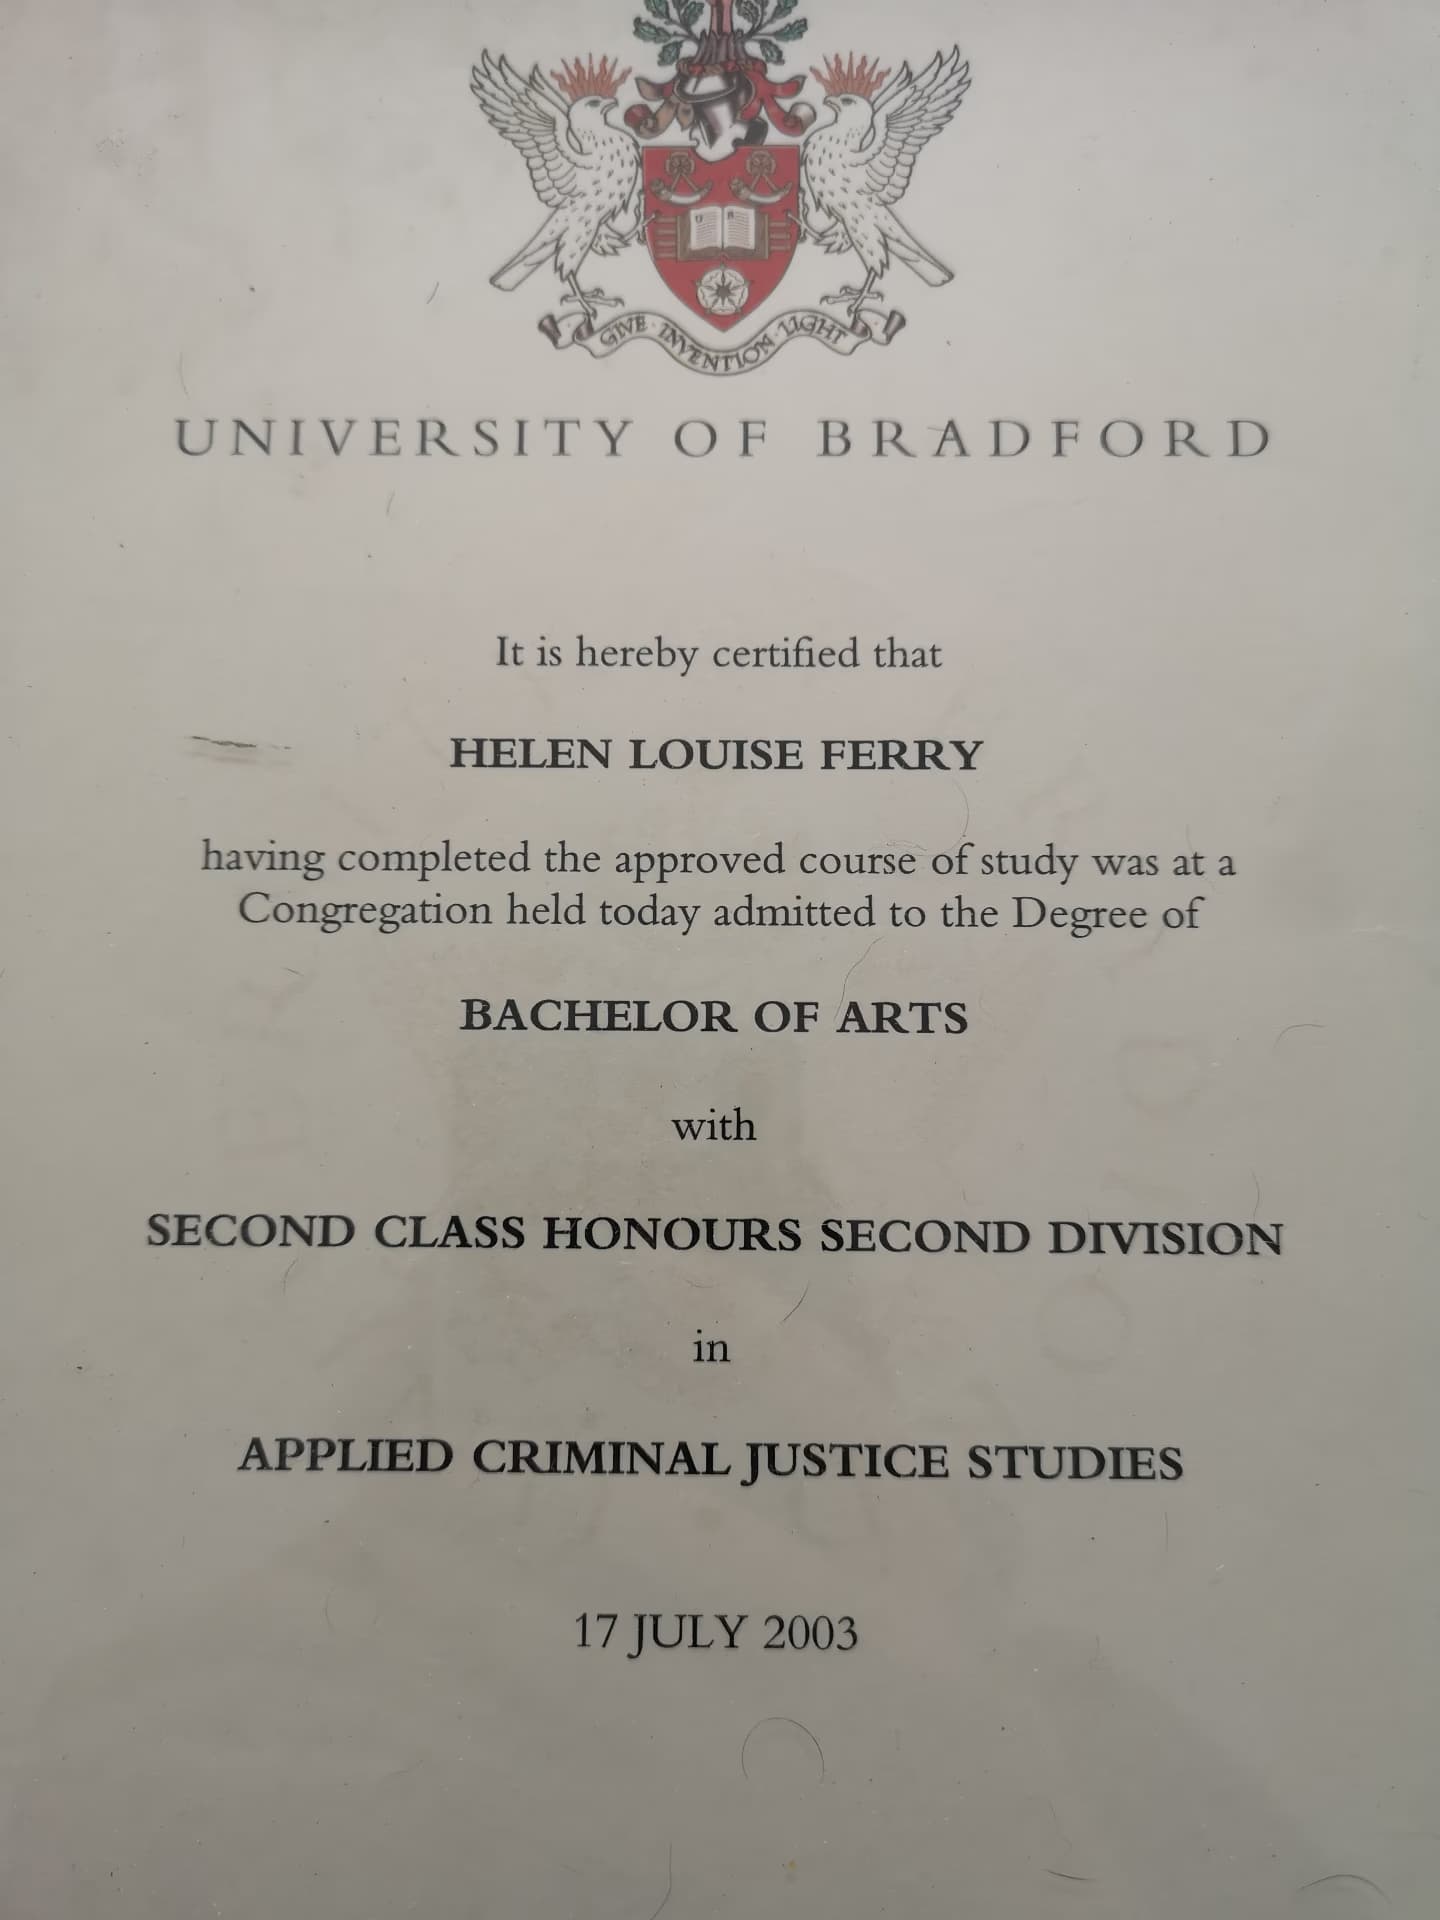 GIVE · INVENTION · LIGHT
UNIVERSITY OF BRADFORD
It is hereby certified that
HELEN LOUISE FERRY
having completed the approved course of study was at a
Congregation held today admitted to the Degree of
BACHELOR OF ARTS
with
SECOND CLASS HONOURS SECOND DIVISION
in
APPLIED CRIMINAL JUSTICE STUDIES
17 JULY 2003